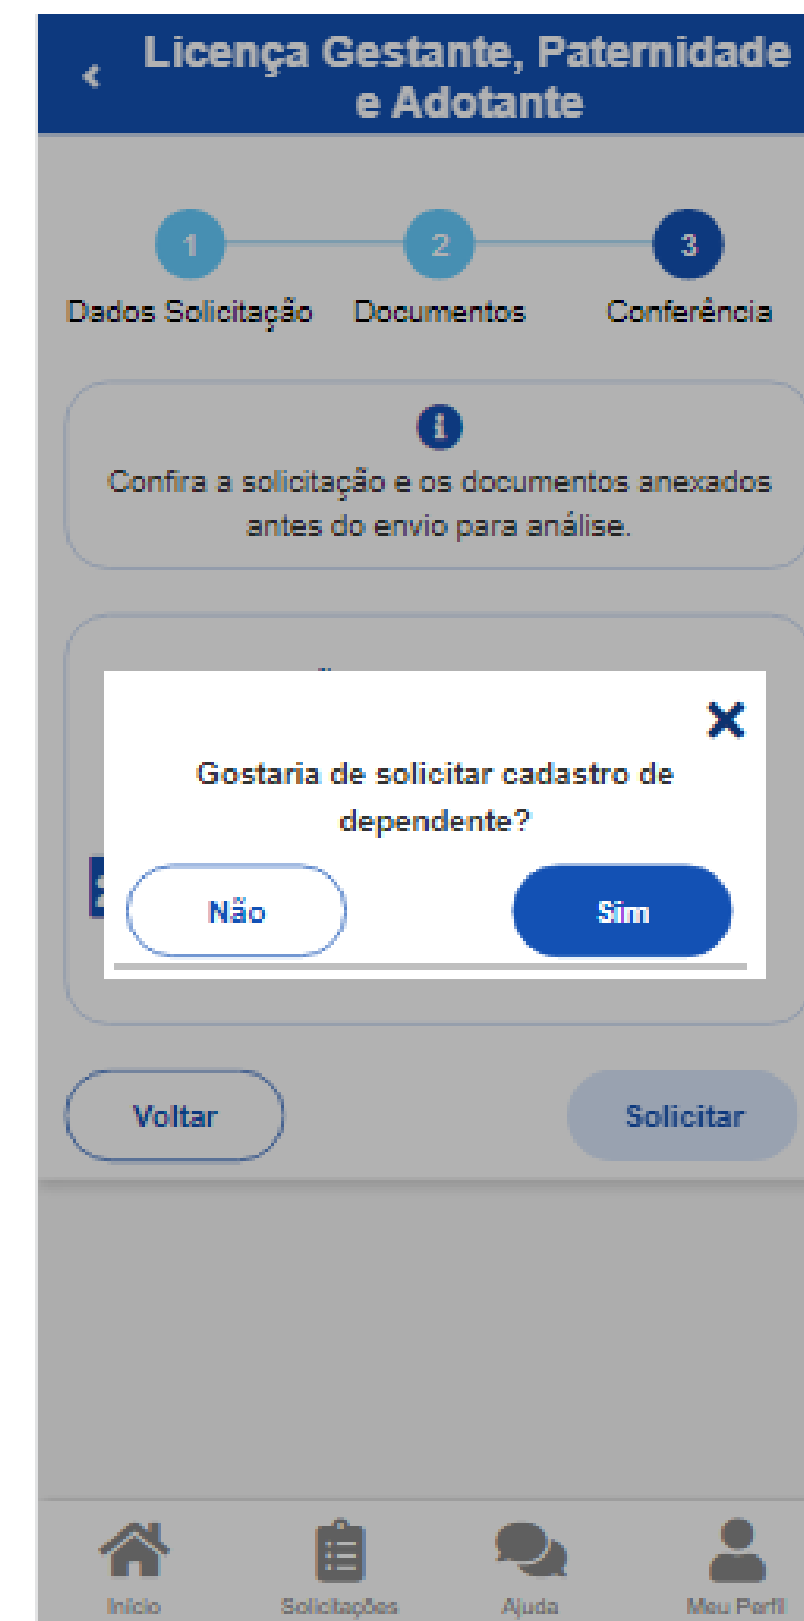 Licença Gestante, Paternidade
e Adotante
1
2
3
Dados Solicitação
Documentos
Conferência
Confira a solicitação e os documentos anexados
antes do envio para análise.
Gostaria de solicitar cadastro de
dependente?
Não
Sim
Voltar
Solicitar
Início
Solicitações
Ajuda
Meu Perfil